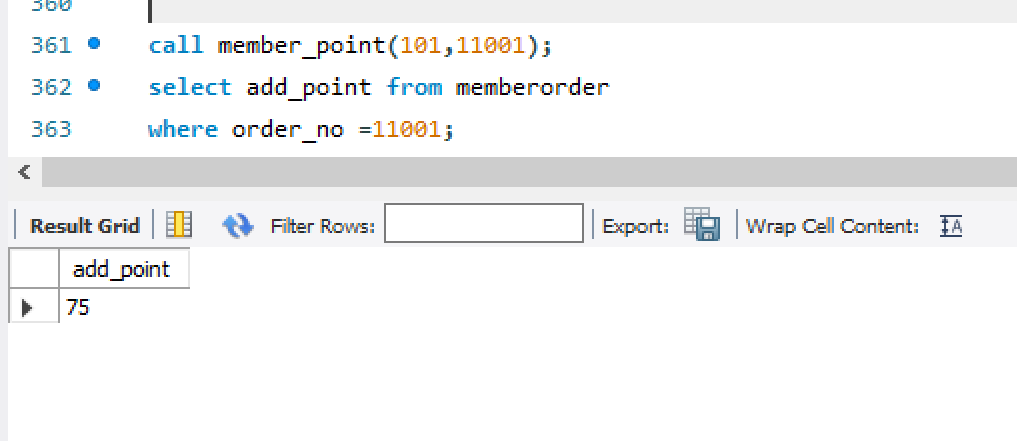 360
361 call member_point(101,11001);
362 select add_point from memberorder
363 where order_no =11001;
Result Grid Filter Rows: Export: Wrap Cell Content: IA
add_point
75